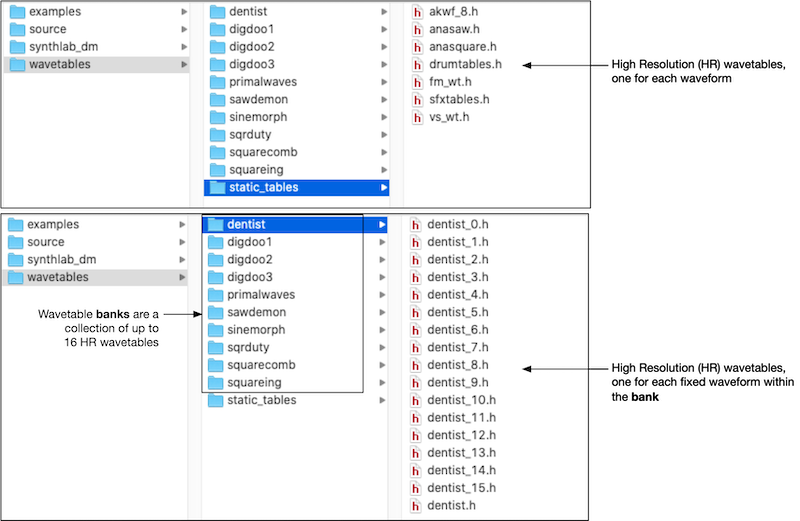 examples
source
synthlab_dm
wavetables
dentist
digdoo1
digdoo2
digdoo3
primalwaves
sawdemon
sinemorph
sqrduty
squarecomb
squareing
static_tables
akwf_8.h
anasaw.h
anasquare.h
drumtables.h
fm_wt.h
sfxtables.h
vs_wt.h
High Resolution (HR) wavetables,
one for each waveform
examples
source
synthlab_dm
wavetables
Wavetable banks are a
collection of up to
16 HR wavetables
dentist
digdoo1
digdoo2
digdoo3
primalwaves
sawdemon
sinemorph
sqrduty
squarecomb
squareing
static_tables
dentist_0.h
dentist_1.h
dentist_2.h
dentist_3.h
dentist_4.h
dentist_5.h
dentist_6.h
dentist_7.h
dentist_8.h
dentist_9.h
dentist_10.h
dentist_11.h
dentist_12.h
dentist_13.h
dentist_14.h
dentist_15.h
dentist.h
High Resolution (HR) wavetables,
one for each fixed waveform within
the bank